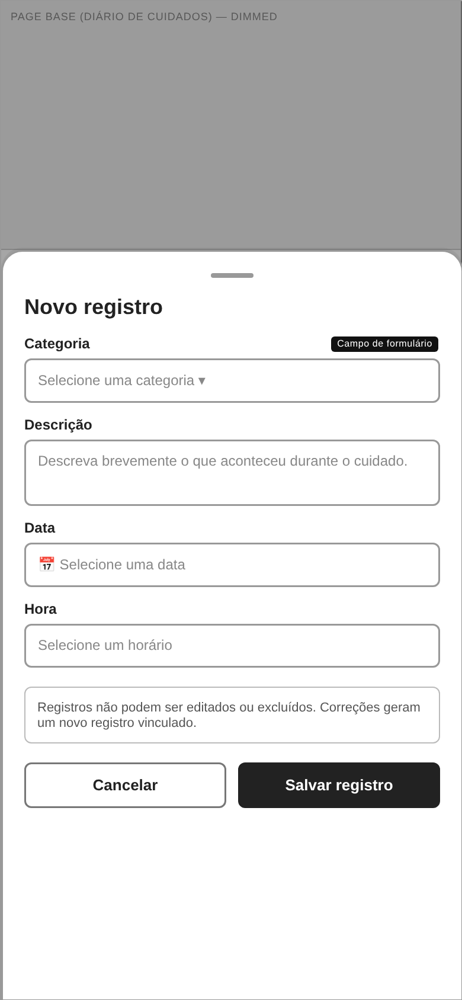 PAGE BASE (DIÁRIO DE CUIDADOS) — DIMMED
Novo registro
Categoria
Campo de formulário
Selecione uma categoria ▾
Descrição
Descreva brevemente o que aconteceu durante o cuidado.
Data
📅 Selecione uma data
Hora
Selecione um horário
Registros não podem ser editados ou excluídos. Correções geram
um novo registro vinculado.
Cancelar
Salvar registro